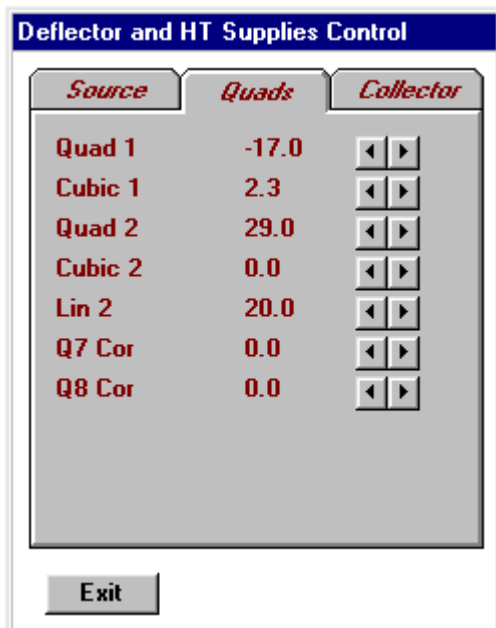 Deflector and HT Supplies Control
Source Quads Collector
Quad 1 -17.0
Cubic 1 2.3
Quad 2 29.0
Cubic 2 0.0
Lin 2 20.0
Q7 Cor 0.0
Q8 Cor 0.0
Exit